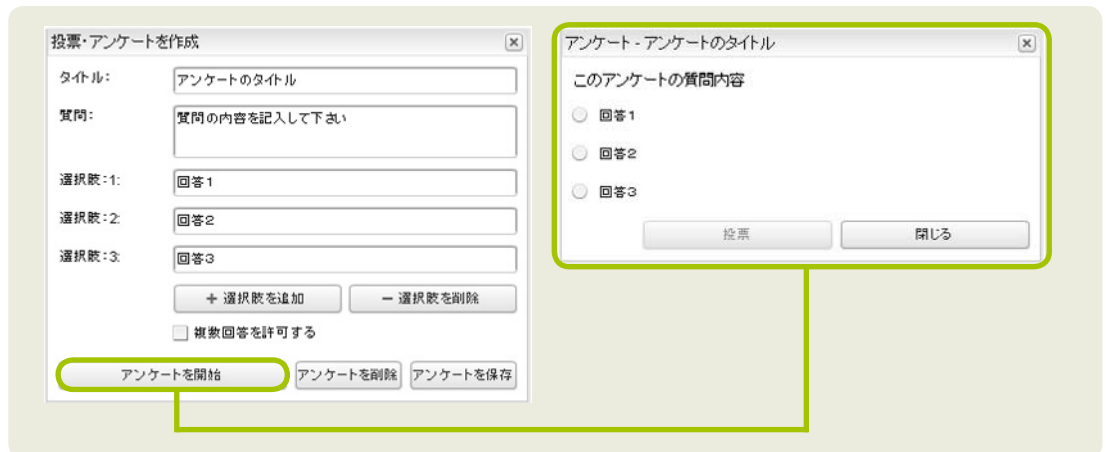 投票・アンケートを作成
タイトル:
アンケートのタイトル
質問:
質問の内容を記入して下さい
選択肢:1:
回答1
選択肢:2:
回答2
選択肢:3:
回答3
+ 選択肢を追加
− 選択肢を削除
複数回答を許可する
アンケートを開始
アンケートを削除
アンケートを保存
アンケート - アンケートのタイトル
このアンケートの質問内容
回答1
回答2
回答3
投票
閉じる